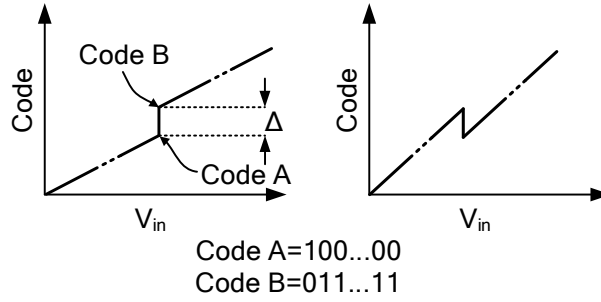 Code
Code B
Δ
Code A
V_in
Code
V_in
Code A=100...00
Code B=011...11